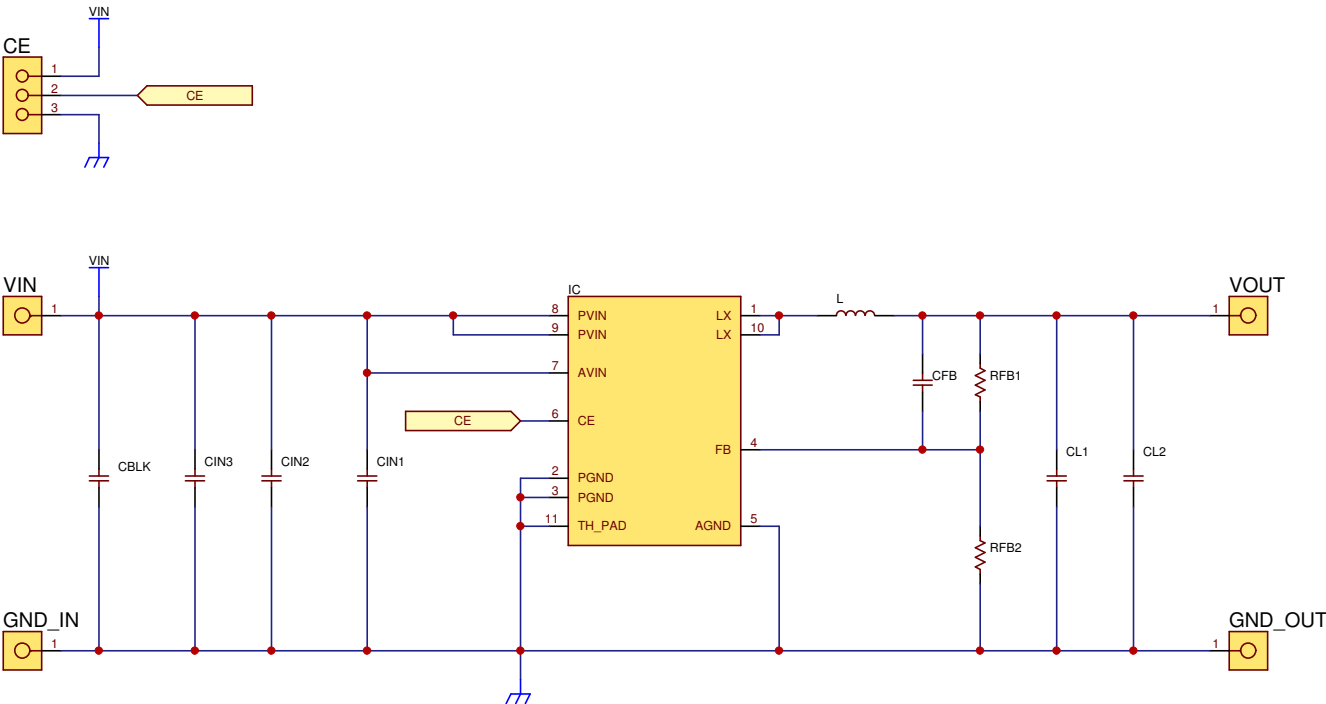 VIN
CE
1
2
3
CE
VIN
VIN
1
IC
8
PVIN
9
PVIN
7
AVIN
CE
6
CE
2
PGND
3
PGND
11
TH_PAD
LX
1
LX
10
FB
4
AGND
5
L
CFB
RFB1
RFB2
CL1
CL2
VOUT
1
CBLK
CIN3
CIN2
CIN1
GND_IN
1
GND_OUT
1